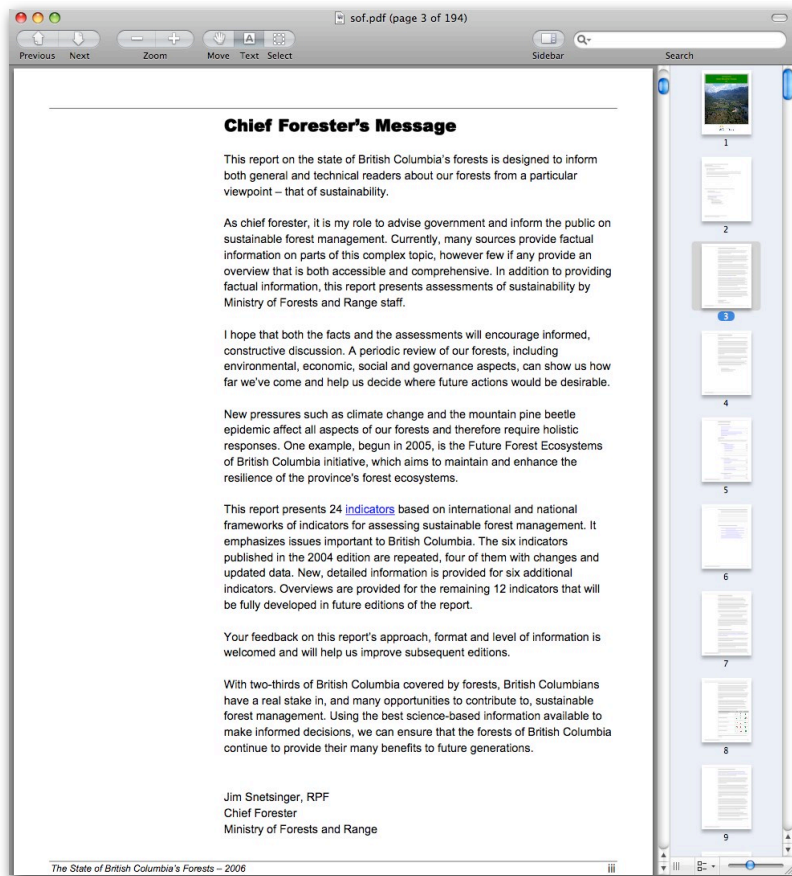 sof.pdf (page 3 of 194)
Previous Next Zoom Move Text Select Sidebar Search
Chief Forester's Message
This report on the state of British Columbia's forests is designed to inform
both general and technical readers about our forests from a particular
viewpoint – that of sustainability.
As chief forester, it is my role to advise government and inform the public on
sustainable forest management. Currently, many sources provide factual
information on parts of this complex topic, however few if any provide an
overview that is both accessible and comprehensive. In addition to providing
factual information, this report presents assessments of sustainability by
Ministry of Forests and Range staff.
I hope that both the facts and the assessments will encourage informed,
constructive discussion. A periodic review of our forests, including
environmental, economic, social and governance aspects, can show us how
far we've come and help us decide where future actions would be desirable.
New pressures such as climate change and the mountain pine beetle
epidemic affect all aspects of our forests and therefore require holistic
responses. One example, begun in 2005, is the Future Forest Ecosystems
of British Columbia initiative, which aims to maintain and enhance the
resilience of the province's forest ecosystems.
This report presents 24 indicators based on international and national
frameworks of indicators for assessing sustainable forest management. It
emphasizes issues important to British Columbia. The six indicators
published in the 2004 edition are repeated, four of them with changes and
updated data. New, detailed information is provided for six additional
indicators. Overviews are provided for the remaining 12 indicators that will
be fully developed in future editions of the report.
Your feedback on this report's approach, format and level of information is
welcomed and will help us improve subsequent editions.
With two-thirds of British Columbia covered by forests, British Columbians
have a real stake in, and many opportunities to contribute to, sustainable
forest management. Using the best science-based information available to
make informed decisions, we can ensure that the forests of British Columbia
continue to provide their many benefits to future generations.
Jim Snetsinger, RPF
Chief Forester
Ministry of Forests and Range
The State of British Columbia's Forests – 2006 iii
1
2
3
4
5
6
7
8
9